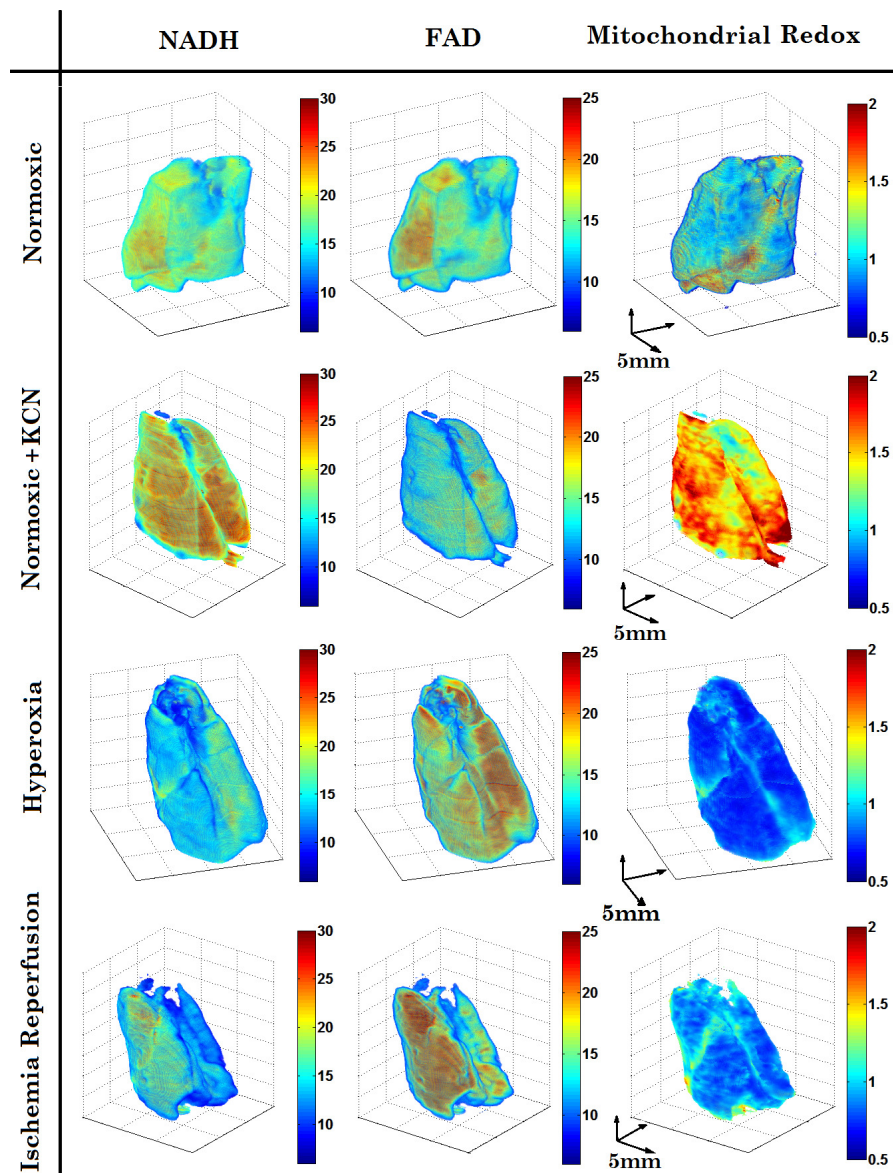 NADH FAD Mitochondrial Redox
Normoxic
30 25 20 15 10
25 20 15 10
2 1.5 1 0.5
5mm
Normoxic+KCN
30 25 20 15 10
25 20 15 10
2 1.5 1 0.5
5mm
Hyperoxia
30 25 20 15 10
25 20 15 10
2 1.5 1 0.5
5mm
Ischemia Reperfusion
30 25 20 15 10
25 20 15 10
2 1.5 1 0.5
5mm